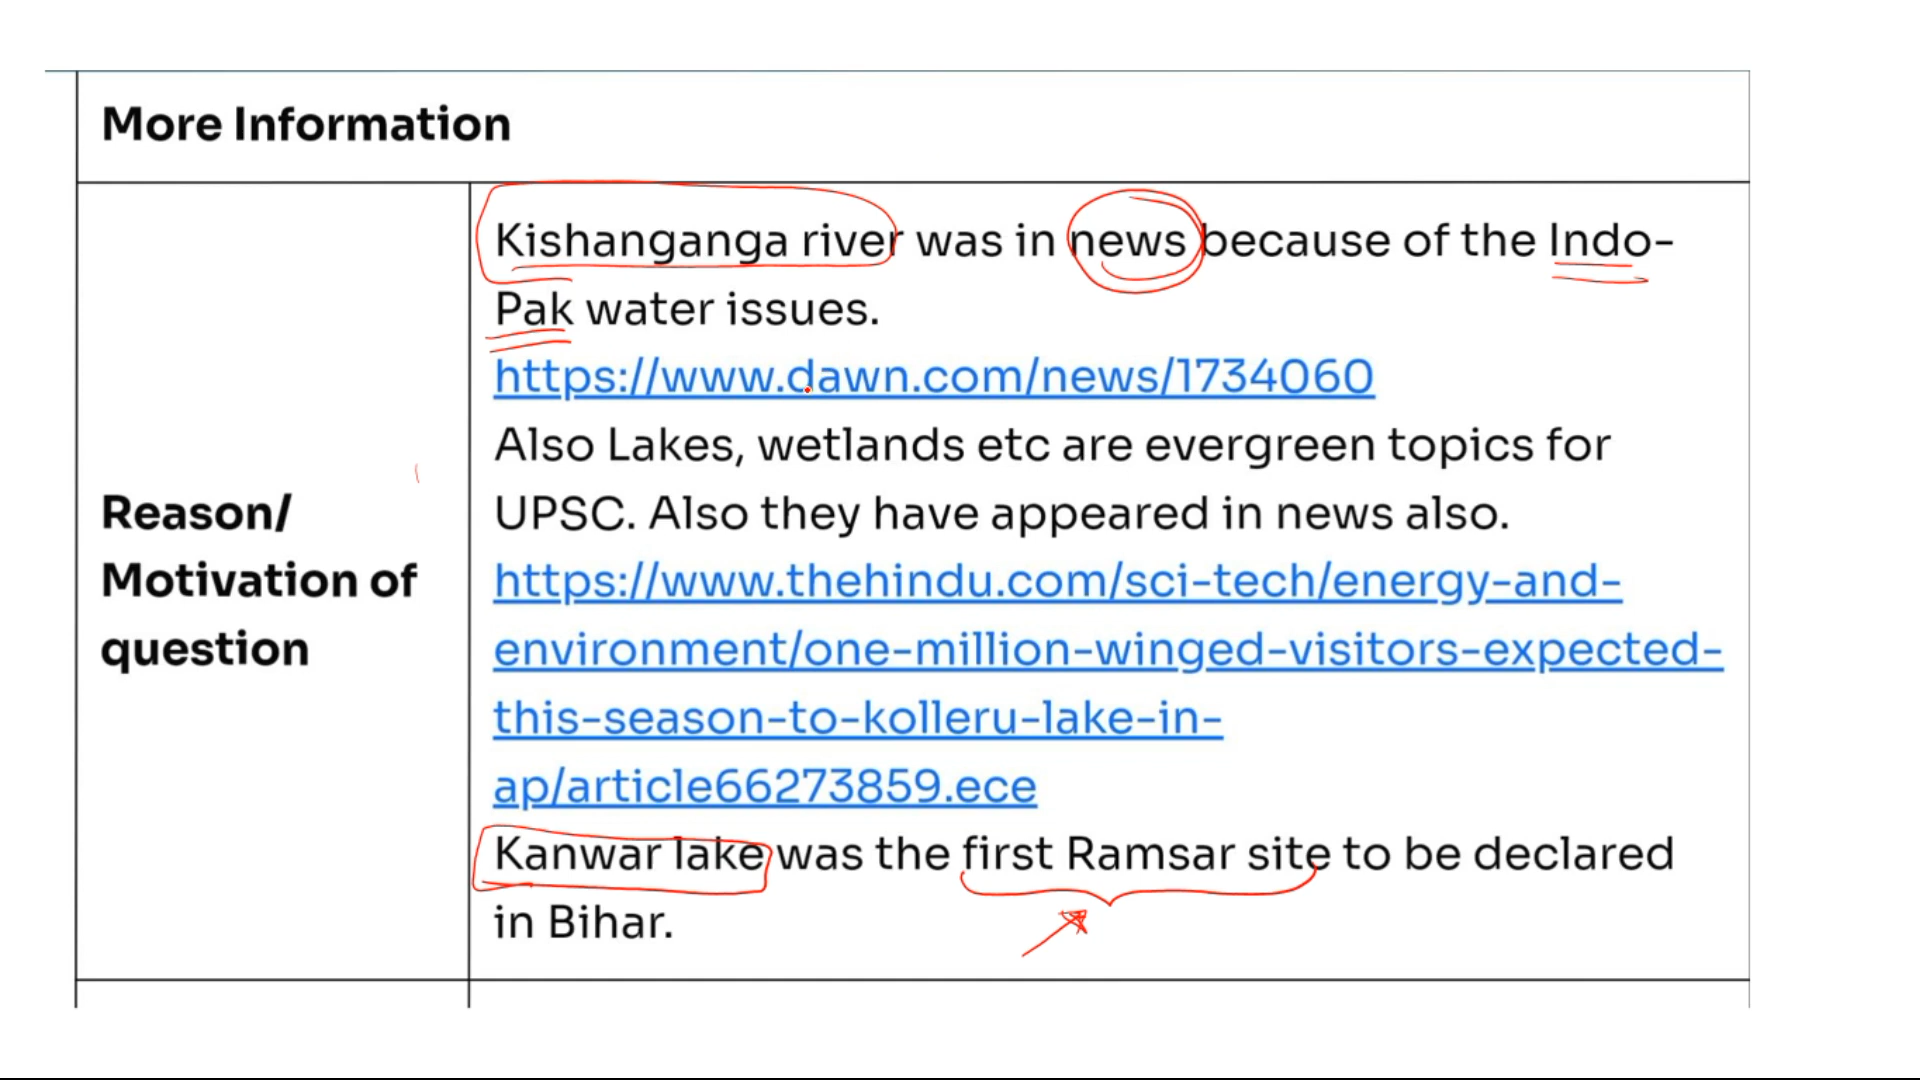 More Information
Kishanganga river was in news because of the Indo-
Pak water issues.
https://www.dawn.com/news/1734060
Also Lakes, wetlands etc are evergreen topics for
UPSC. Also they have appeared in news also.
https://www.thehindu.com/sci-tech/energy-and-
environment/one-million-winged-visitors-expected-
this-season-to-kolleru-lake-in-
ap/article66273859.ece
Kanwar lake was the first Ramsar site to be declared
in Bihar.
Reason/
Motivation of
question